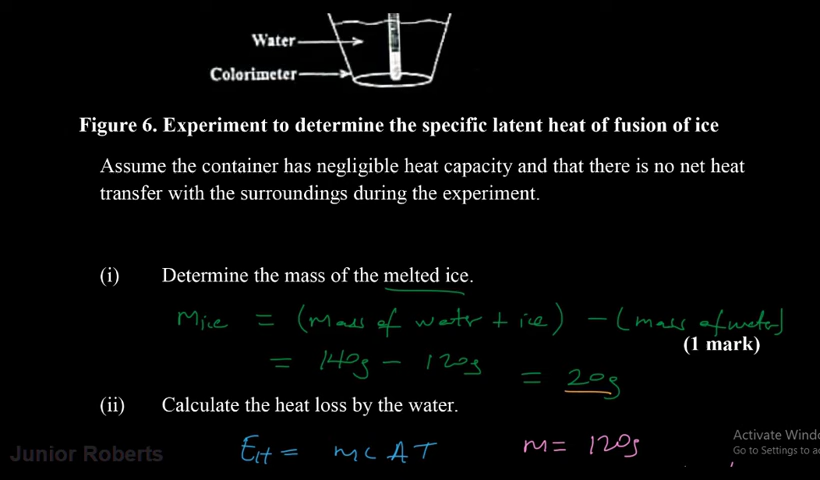 Water
Colorimeter
Figure 6. Experiment to determine the specific latent heat of fusion of ice
Assume the container has negligible heat capacity and that there is no net heat
transfer with the surroundings during the experiment.
(i) Determine the mass of the melted ice.
Mice = (mass of water + ice) - (mass of water)
(1 mark)
= 140g - 120g = 20g
(ii) Calculate the heat loss by the water.
EH = mc ΔT m = 120g
Activate Windo
Go to Settings to ac
Junior Roberts